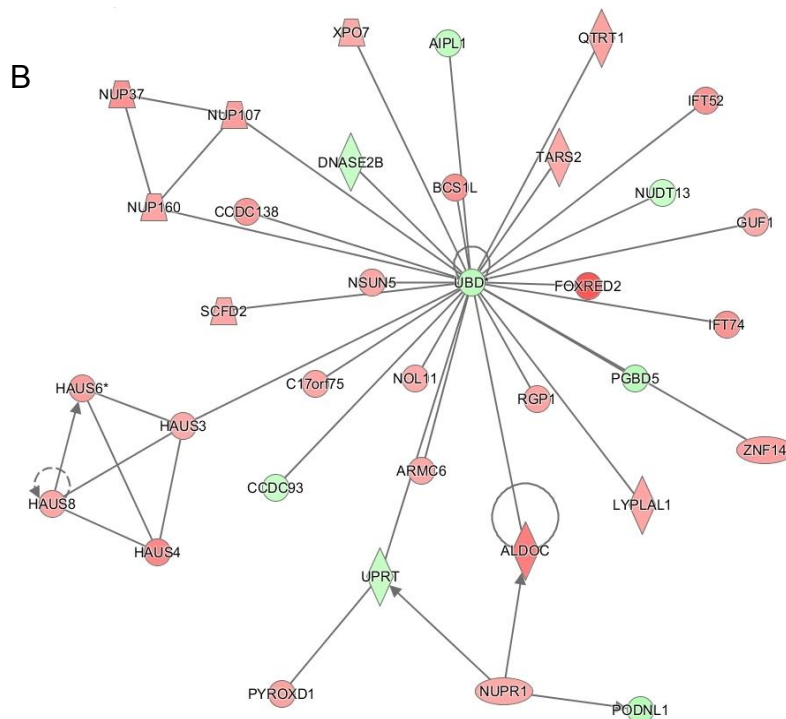 B
XPO7
AIPL1
QTRT1
NUP37
NUP107
IFT52
DNASE2B
TARS2
BCS1L
NUDT13
NUP160
CCDC138
GUF1
NSUN5
UBD*
FOXRED2
SCFD2
IFT74
HAUS6*
C17orf75
NOL11
PGBD5
RGP1
HAUS3
ZNF14
ARMC6
CCDC93
LYPLAL1
HAUS8
HAUS4
ALDOC
UPRT
PYROXD1
NUPR1
PODNL1